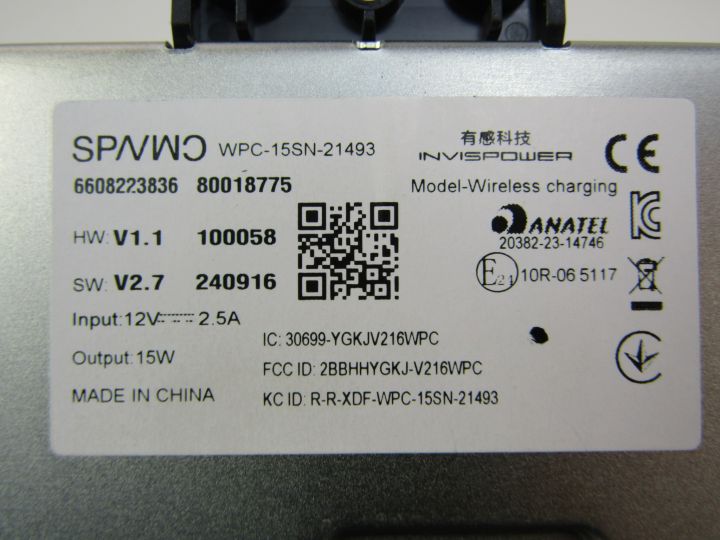 WPC-15SN-21493
有感科技
INVISPOWER
CE
6608223836 80018775
Model-Wireless charging
HW: V1.1 100058
ANATEL
20382-23-14746
SW: V2.7 240916
E24 10R-06 5117
Input:12V 2.5A
Output:15W
MADE IN CHINA
IC: 30699-YGKJV216WPC
FCC ID: 2BBHHYGKJ-V216WPC
KC ID: R-R-XDF-WPC-15SN-21493